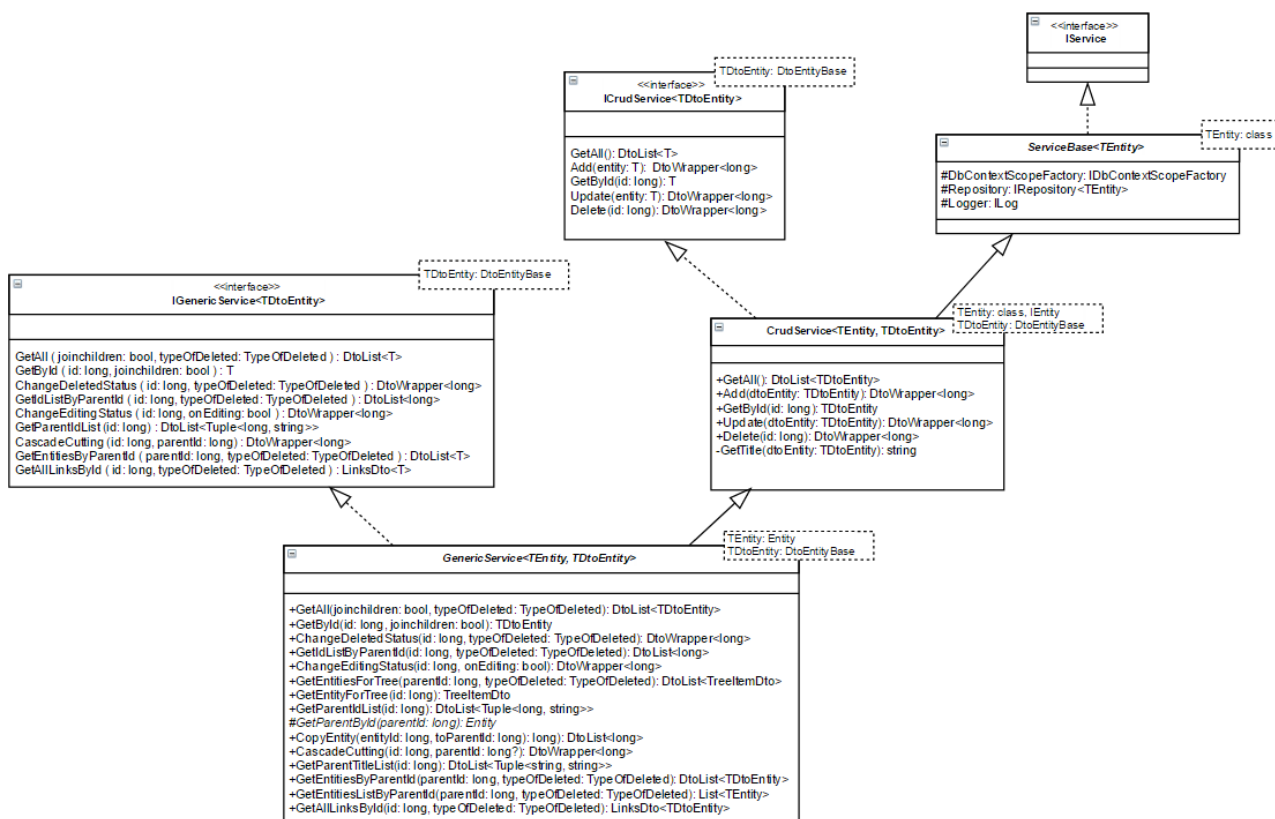 <<interface>>
IService
TDtoEntity: DtoEntityBase
<<interface>>
ICrudService<TDtoEntity>
GetAll(): DtoList<T>
Add(entity: T): DtoWrapper<long>
GetById(id: long): T
Update(entity: T): DtoWrapper<long>
Delete(id: long): DtoWrapper<long>
TEntity: class
ServiceBase<TEntity>
#DbContextScopeFactory: IDbContextScopeFactory
#Repository: IRepository<TEntity>
#Logger: ILog
TDtoEntity: DtoEntityBase
<<interface>>
IGenericService<TDtoEntity>
GetAll ( joinchildren: bool, typeOfDeleted: TypeOfDeleted ) : DtoList<T>
GetById ( id: long, joinchildren: bool ) : T
ChangeDeletedStatus ( id: long, typeOfDeleted: TypeOfDeleted ) : DtoWrapper<long>
GetIdListByParentId ( id: long, typeOfDeleted: TypeOfDeleted ) : DtoList<long>
ChangeEditingStatus ( id: long, onEditing: bool ) : DtoWrapper<long>
GetParentIdList (id: long) : DtoList<Tuple<long, string>>
CascadeCutting (id: long, parentId: long) : DtoWrapper<long>
GetEntitiesByParentId ( parentId: long, typeOfDeleted: TypeOfDeleted ) : DtoList<T>
GetAllLinksById ( id: long, typeOfDeleted: TypeOfDeleted ) : LinksDto<T>
TEntity: class, IEntity
TDtoEntity: DtoEntityBase
CrudService<TEntity, TDtoEntity>
+GetAll(): DtoList<TDtoEntity>
+Add(dtoEntity: TDtoEntity): DtoWrapper<long>
+GetById(id: long): TDtoEntity
+Update(dtoEntity: TDtoEntity): DtoWrapper<long>
+Delete(id: long): DtoWrapper<long>
-GetTitle(dtoEntity: TDtoEntity): string
TEntity: Entity
TDtoEntity: DtoEntityBase
GenericService<TEntity, TDtoEntity>
+GetAll(joinchildren: bool, typeOfDeleted: TypeOfDeleted): DtoList<TDtoEntity>
+GetById(id: long, joinchildren: bool): TDtoEntity
+ChangeDeletedStatus(id: long, typeOfDeleted: TypeOfDeleted): DtoWrapper<long>
+GetIdListByParentId(id: long, typeOfDeleted: TypeOfDeleted): DtoList<long>
+ChangeEditingStatus(id: long, onEditing: bool): DtoWrapper<long>
+GetEntitiesForTree(parentId: long, typeOfDeleted: TypeOfDeleted): DtoList<TreeItemDto>
+GetEntityForTree(id: long): TreeItemDto
+GetParentIdList(id: long): DtoList<Tuple<long, string>>
#GetParentById(parentId: long): Entity
+CopyEntity(entityId: long, toParentId: long): long): DtoList<long>
+CascadeCutting(id: long, parentId: long?): DtoWrapper<long>
+GetParentTitleList(id: long): DtoList<Tuple<string, string>>
+GetEntitiesByParentId(parentId: long, typeOfDeleted: TypeOfDeleted): DtoList<TDtoEntity>
+GetEntitiesListByParentId(parentId: long, typeOfDeleted: TypeOfDeleted): List<TEntity>
+GetAllLinksById(id: long, typeOfDeleted: TypeOfDeleted): LinksDto<TDtoEntity>